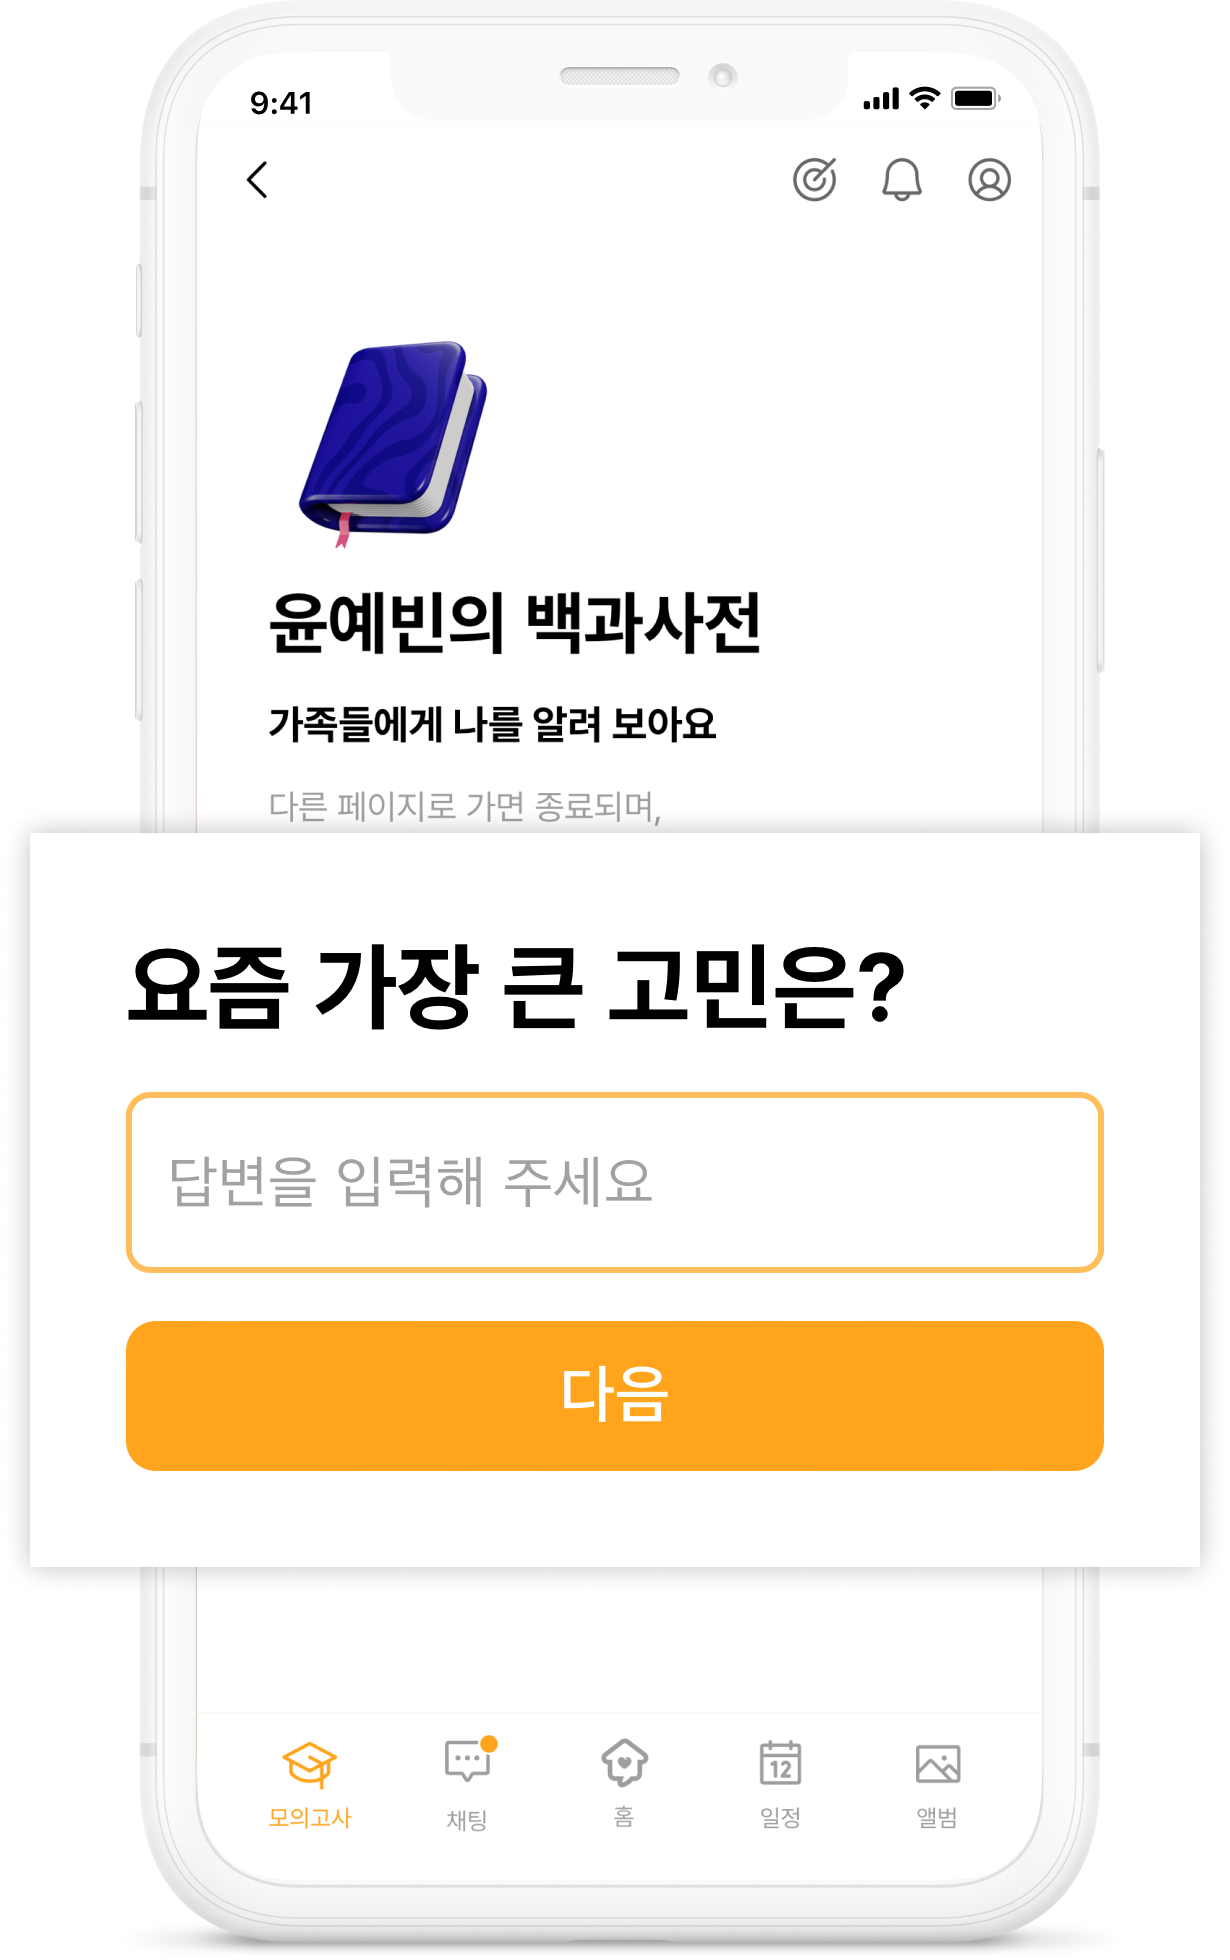 9:41
윤예빈의 백과사전
가족들에게 나를 알려 보아요
다른 페이지로 가면 종료되며,
요즘 가장 큰 고민은?
답변을 입력해 주세요
다음
12
모의고사 채팅 홈 일정 앨범